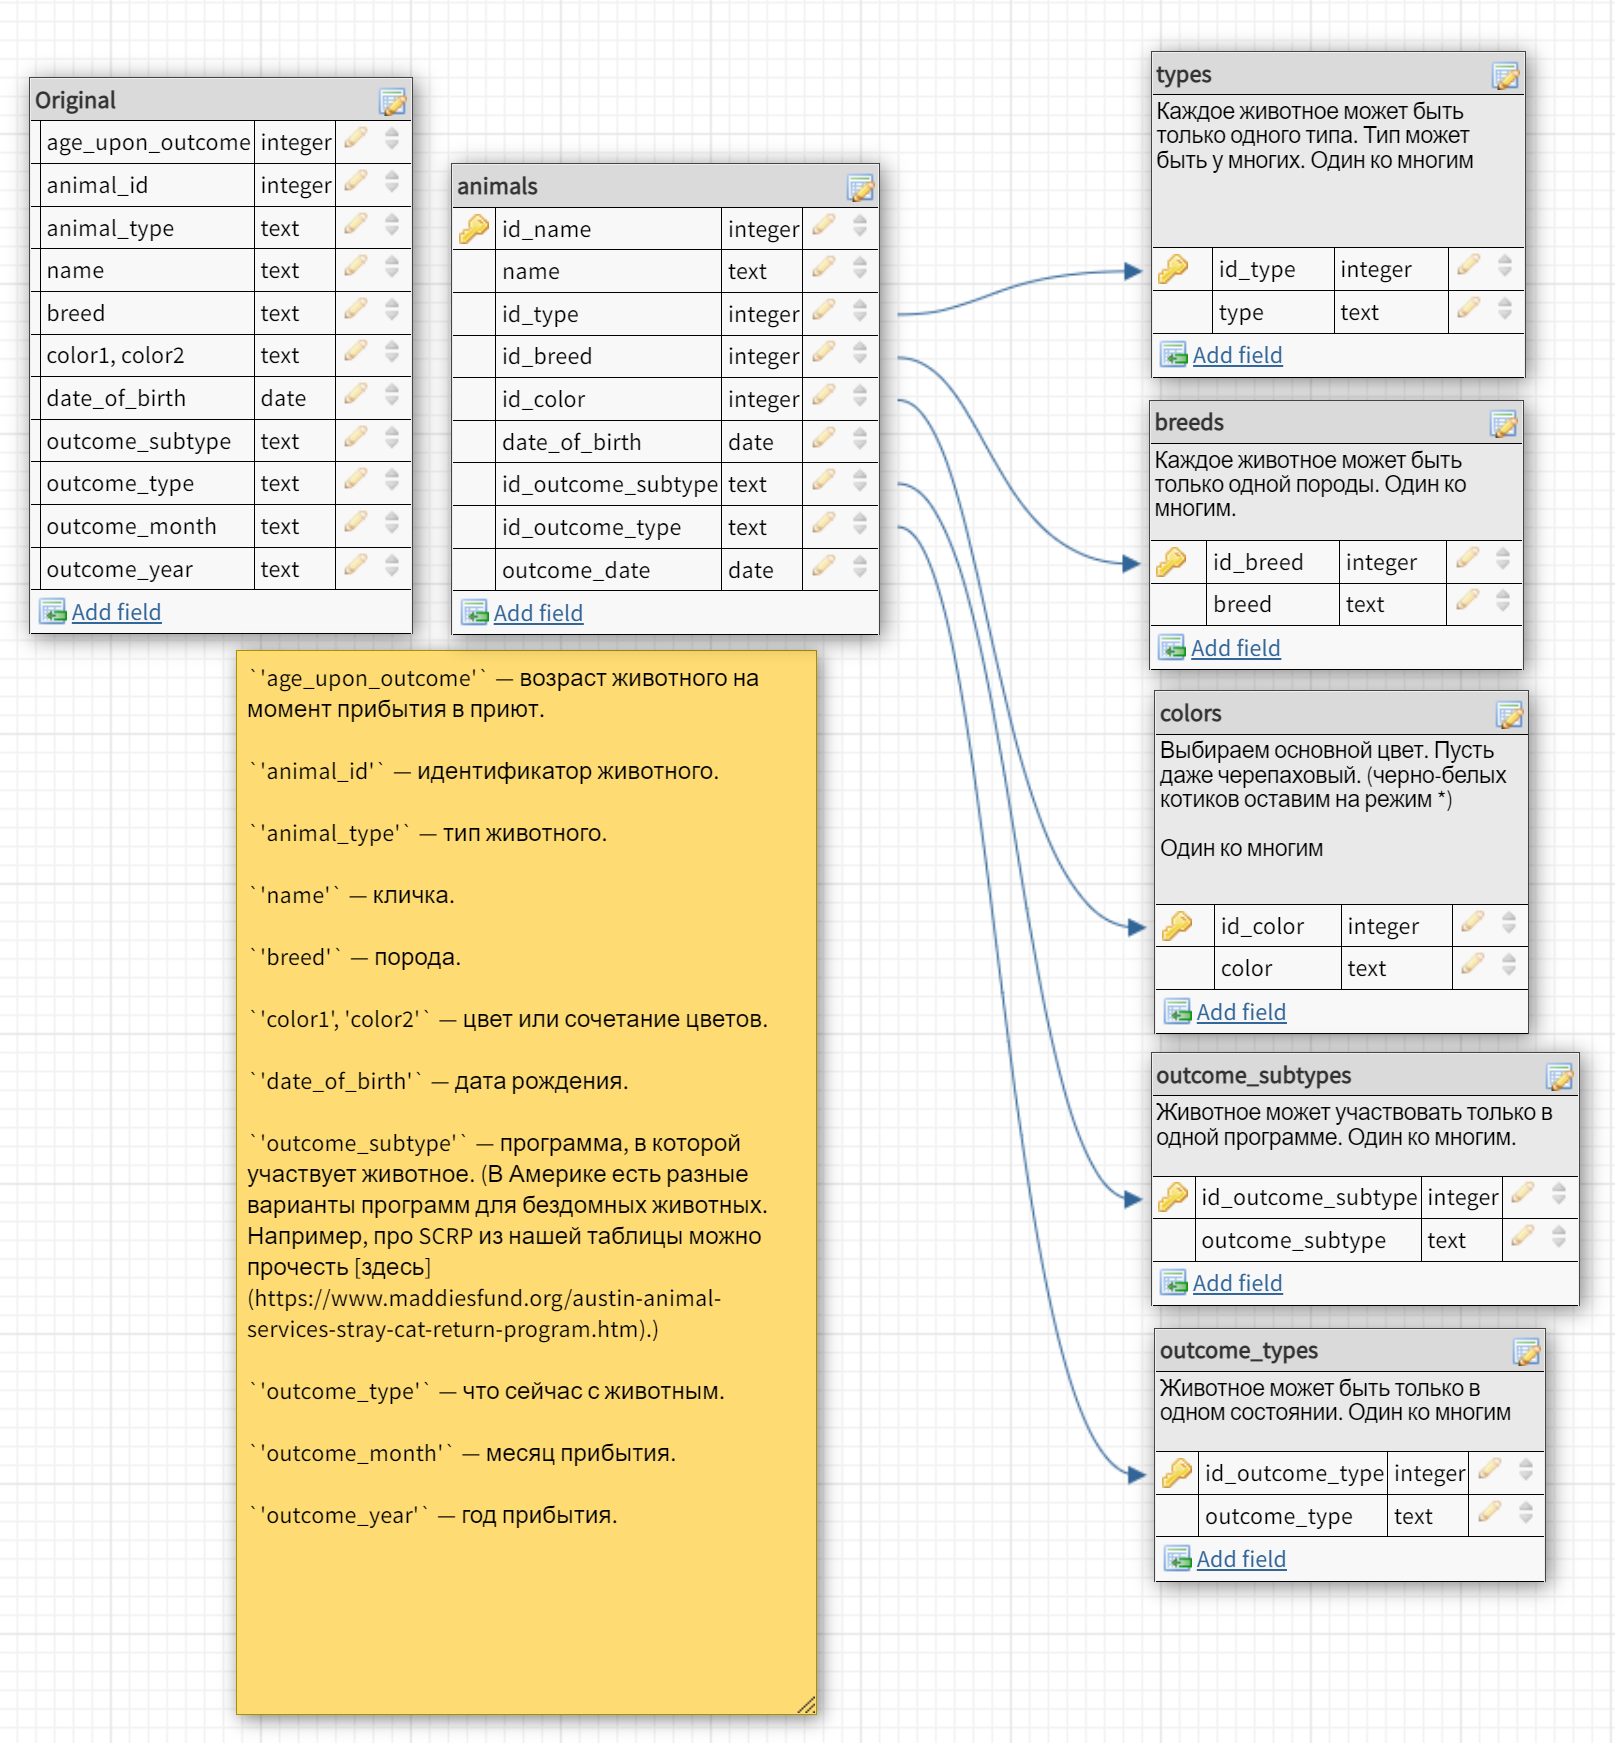 Original
age_upon_outcome integer
animal_id integer
animal_type text
name text
breed text
color1, color2 text
date_of_birth date
outcome_subtype text
outcome_type text
outcome_month text
outcome_year text
Add field
animals
id_name integer
name text
id_type integer
id_breed integer
id_color integer
date_of_birth date
id_outcome_subtype text
id_outcome_type text
outcome_date date
Add field
`'age_upon_outcome'` — возраст животного на
момент прибытия в приют.
`'animal_id'` — идентификатор животного.
`'animal_type'` — тип животного.
`'name'` — кличка.
`'breed'` — порода.
`'color1', 'color2'` — цвет или сочетание цветов.
`'date_of_birth'` — дата рождения.
`'outcome_subtype'` — программа, в которой
участвует животное. (В Америке есть разные
варианты программ для бездомных животных.
Например, про SCRP из нашей таблицы можно
прочесть [здесь]
(https://www.maddiesfund.org/austin-animal-
services-stray-cat-return-program.htm).)
`'outcome_type'` — что сейчас с животным.
`'outcome_month'` — месяц прибытия.
`'outcome_year'` — год прибытия.
types
Каждое животное может быть
только одного типа. Тип может
быть у многих. Один ко многим
id_type integer
type text
Add field
breeds
Каждое животное может быть
только одной породы. Один ко
многим.
id_breed integer
breed text
Add field
colors
Выбираем основной цвет. Пусть
даже черепаховый. (черно-белых
котиков оставим на режим *)
Один ко многим
id_color integer
color text
Add field
outcome_subtypes
Животное может участвовать только в
одной программе. Один ко многим.
id_outcome_subtype integer
outcome_subtype text
Add field
outcome_types
Животное может быть только в
одном состоянии. Один ко многим
id_outcome_type integer
outcome_type text
Add field